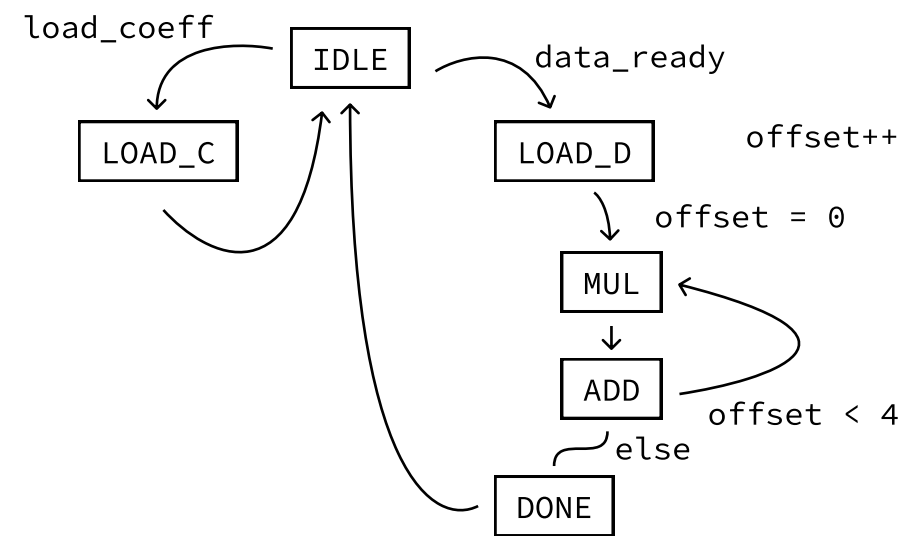 load_coeff
IDLE
data_ready
LOAD_C
LOAD_D
offset++
offset = 0
MUL
ADD
offset < 4
else
DONE